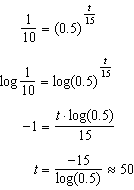 1/10 = (0.5)^(t/15)
log 1/10 = log(0.5)^(t/15)
-1 = t·log(0.5)/15
t = -15/log(0.5) ≈ 50